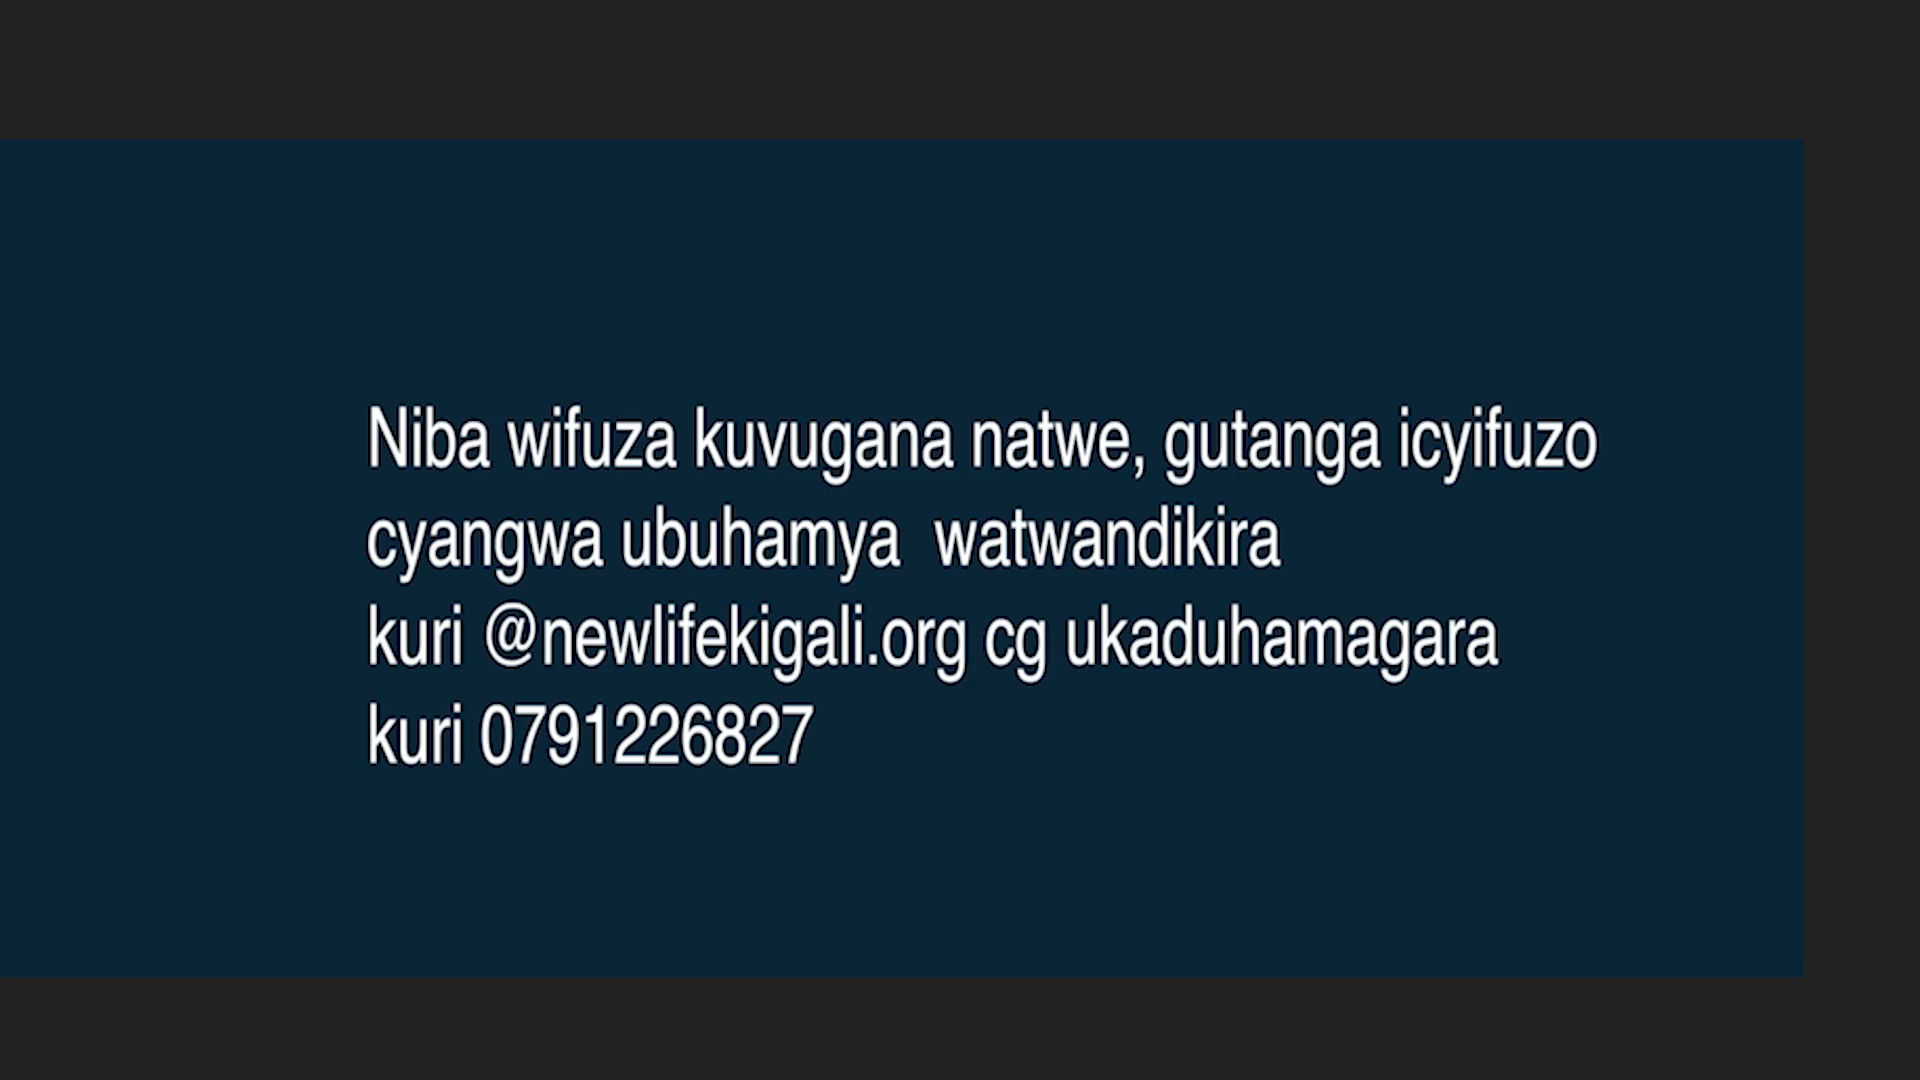 Niba wifuza kuvugana natwe, gutanga icyifuzo
cyangwa ubuhamya  watwandikira
kuri @newlifekigali.org cg ukaduhamagara
kuri 0791226827